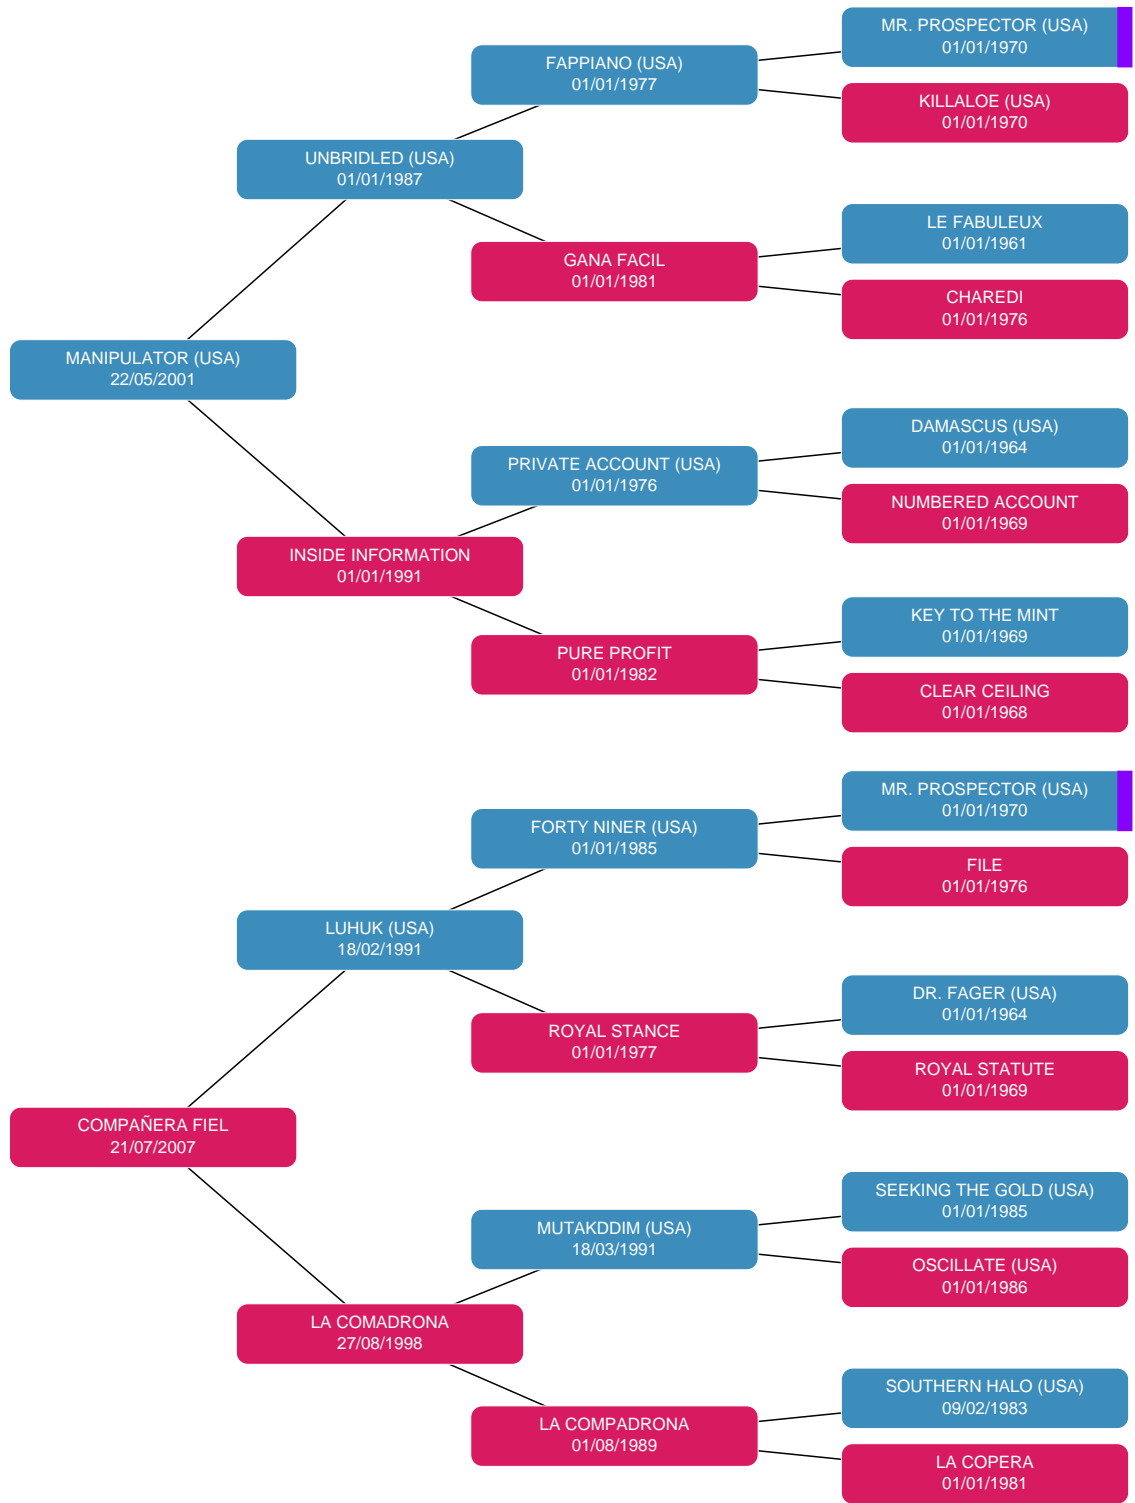 MR. PROSPECTOR (USA)
01/01/1970
FAPPIANO (USA)
01/01/1977
KILLALOE (USA)
01/01/1970
UNBRIDLED (USA)
01/01/1987
LE FABULEUX
01/01/1961
GANA FACIL
01/01/1981
CHAREDI
01/01/1976
MANIPULATOR (USA)
22/05/2001
DAMASCUS (USA)
01/01/1964
PRIVATE ACCOUNT (USA)
01/01/1976
NUMBERED ACCOUNT
01/01/1969
INSIDE INFORMATION
01/01/1991
KEY TO THE MINT
01/01/1969
PURE PROFIT
01/01/1982
CLEAR CEILING
01/01/1968
MR. PROSPECTOR (USA)
01/01/1970
FORTY NINER (USA)
01/01/1985
FILE
01/01/1976
LUHUK (USA)
18/02/1991
DR. FAGER (USA)
01/01/1964
ROYAL STANCE
01/01/1977
ROYAL STATUTE
01/01/1969
COMPAÑERA FIEL
21/07/2007
SEEKING THE GOLD (USA)
01/01/1985
MUTAKDDIM (USA)
18/03/1991
OSCILLATE (USA)
01/01/1986
LA COMADRONA
27/08/1998
SOUTHERN HALO (USA)
09/02/1983
LA COMPADRONA
01/08/1989
LA COPERA
01/01/1981